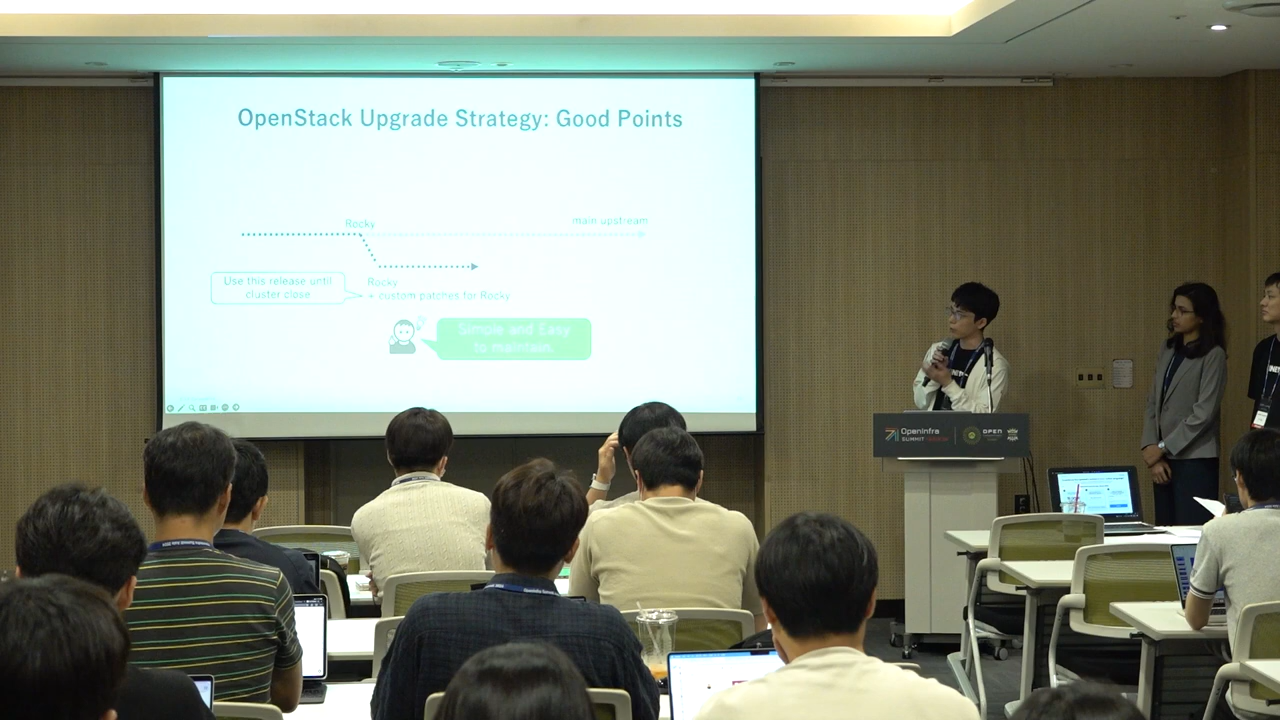 OpenStack Upgrade Strategy: Good Points
Rocky
main upstream
Use this release until
cluster close.
Rocky
+ custom patches for Rocky
Simple and Easy
to maintain.
OpenInfra
SUMMIT
OPEN